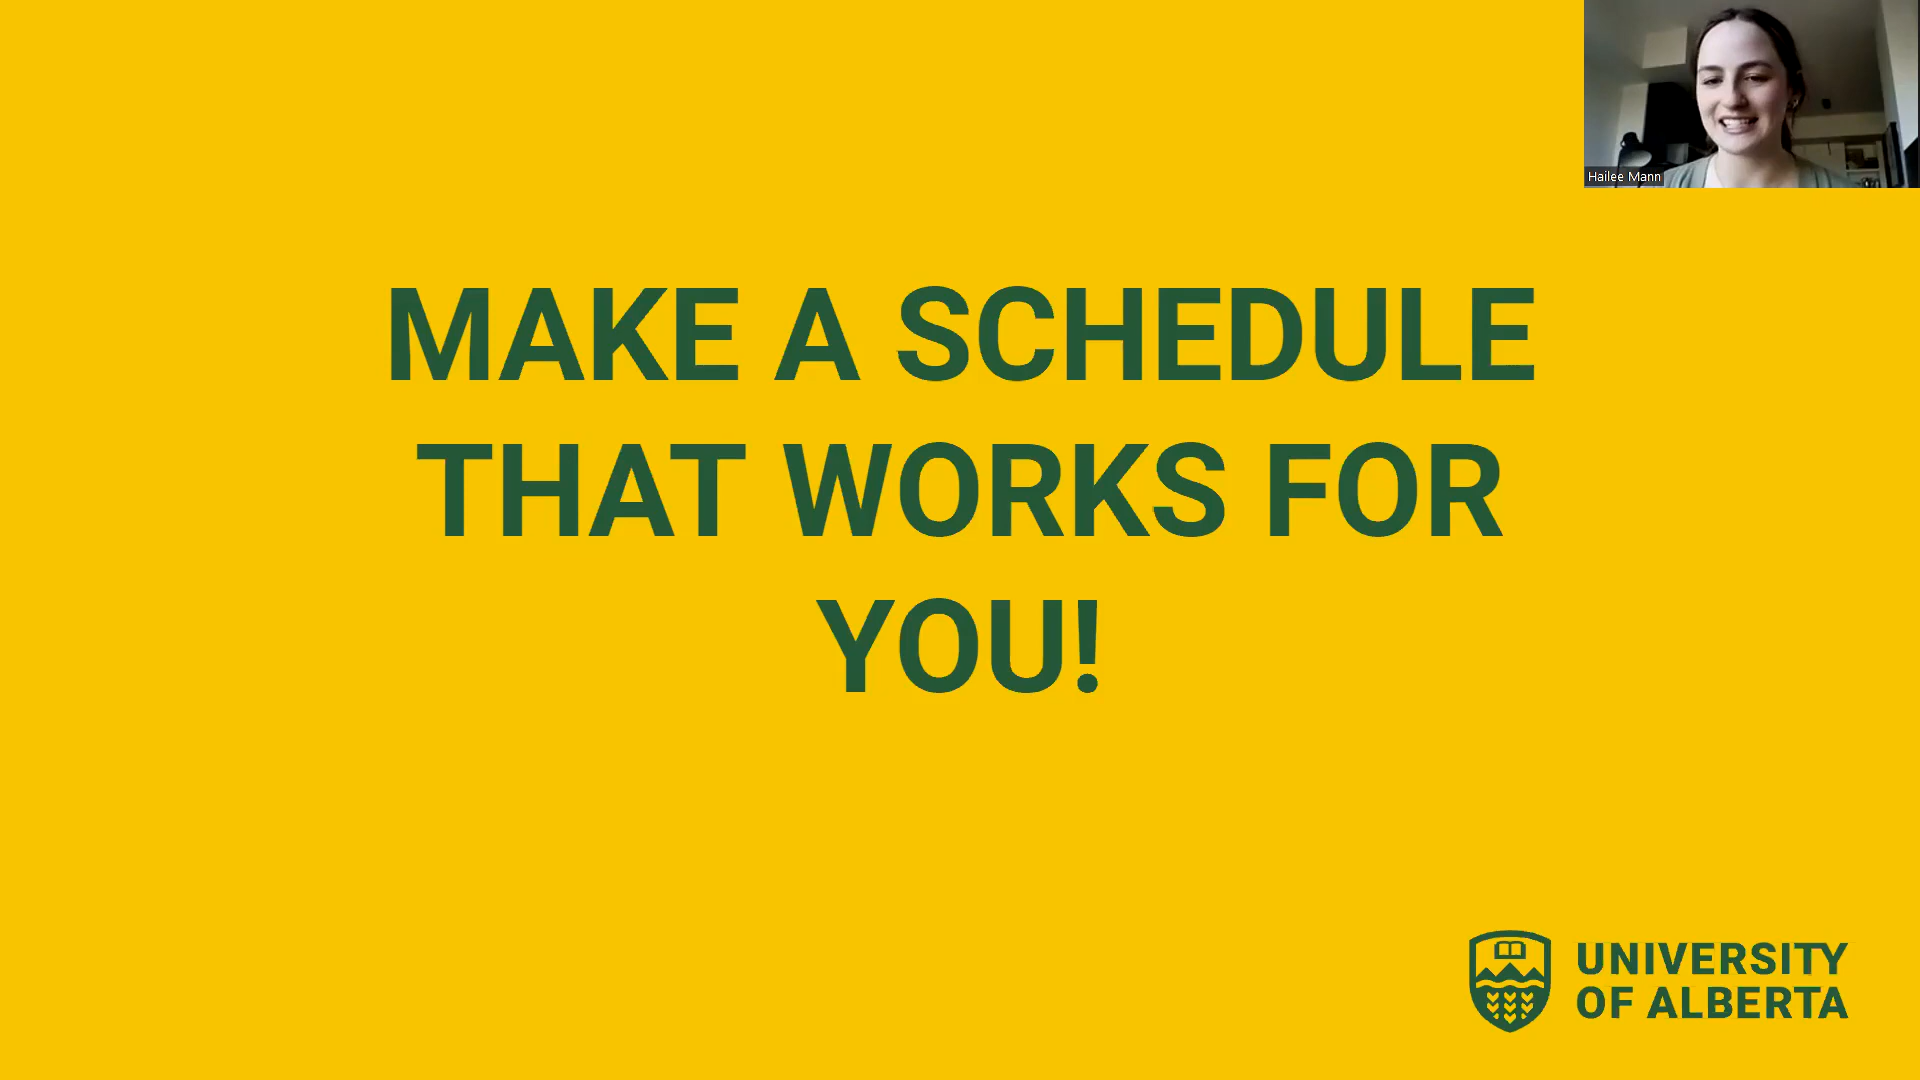 Hailee Mann
MAKE A SCHEDULE
THAT WORKS FOR
YOU!
UNIVERSITY
OF ALBERTA